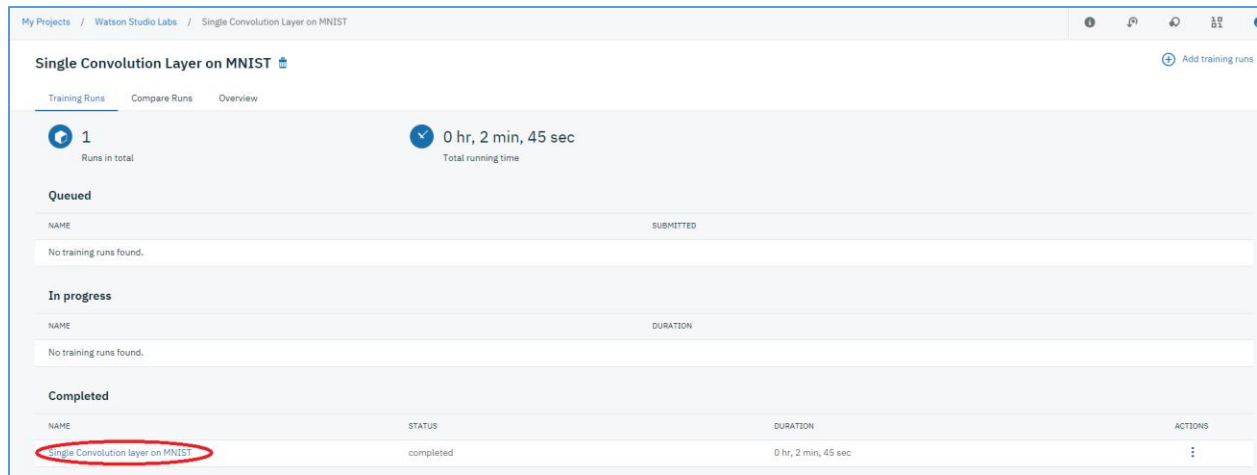 My Projects / Watson Studio Labs / Single Convolution Layer on MNIST
Single Convolution Layer on MNIST
Add training runs
Training Runs Compare Runs Overview
1
Runs in total
0 hr, 2 min, 45 sec
Total running time
Queued
NAME SUBMITTED
No training runs found.
In progress
NAME DURATION
No training runs found.
Completed
NAME STATUS DURATION ACTIONS
Single Convolution layer on MNIST completed 0 hr, 2 min, 45 sec